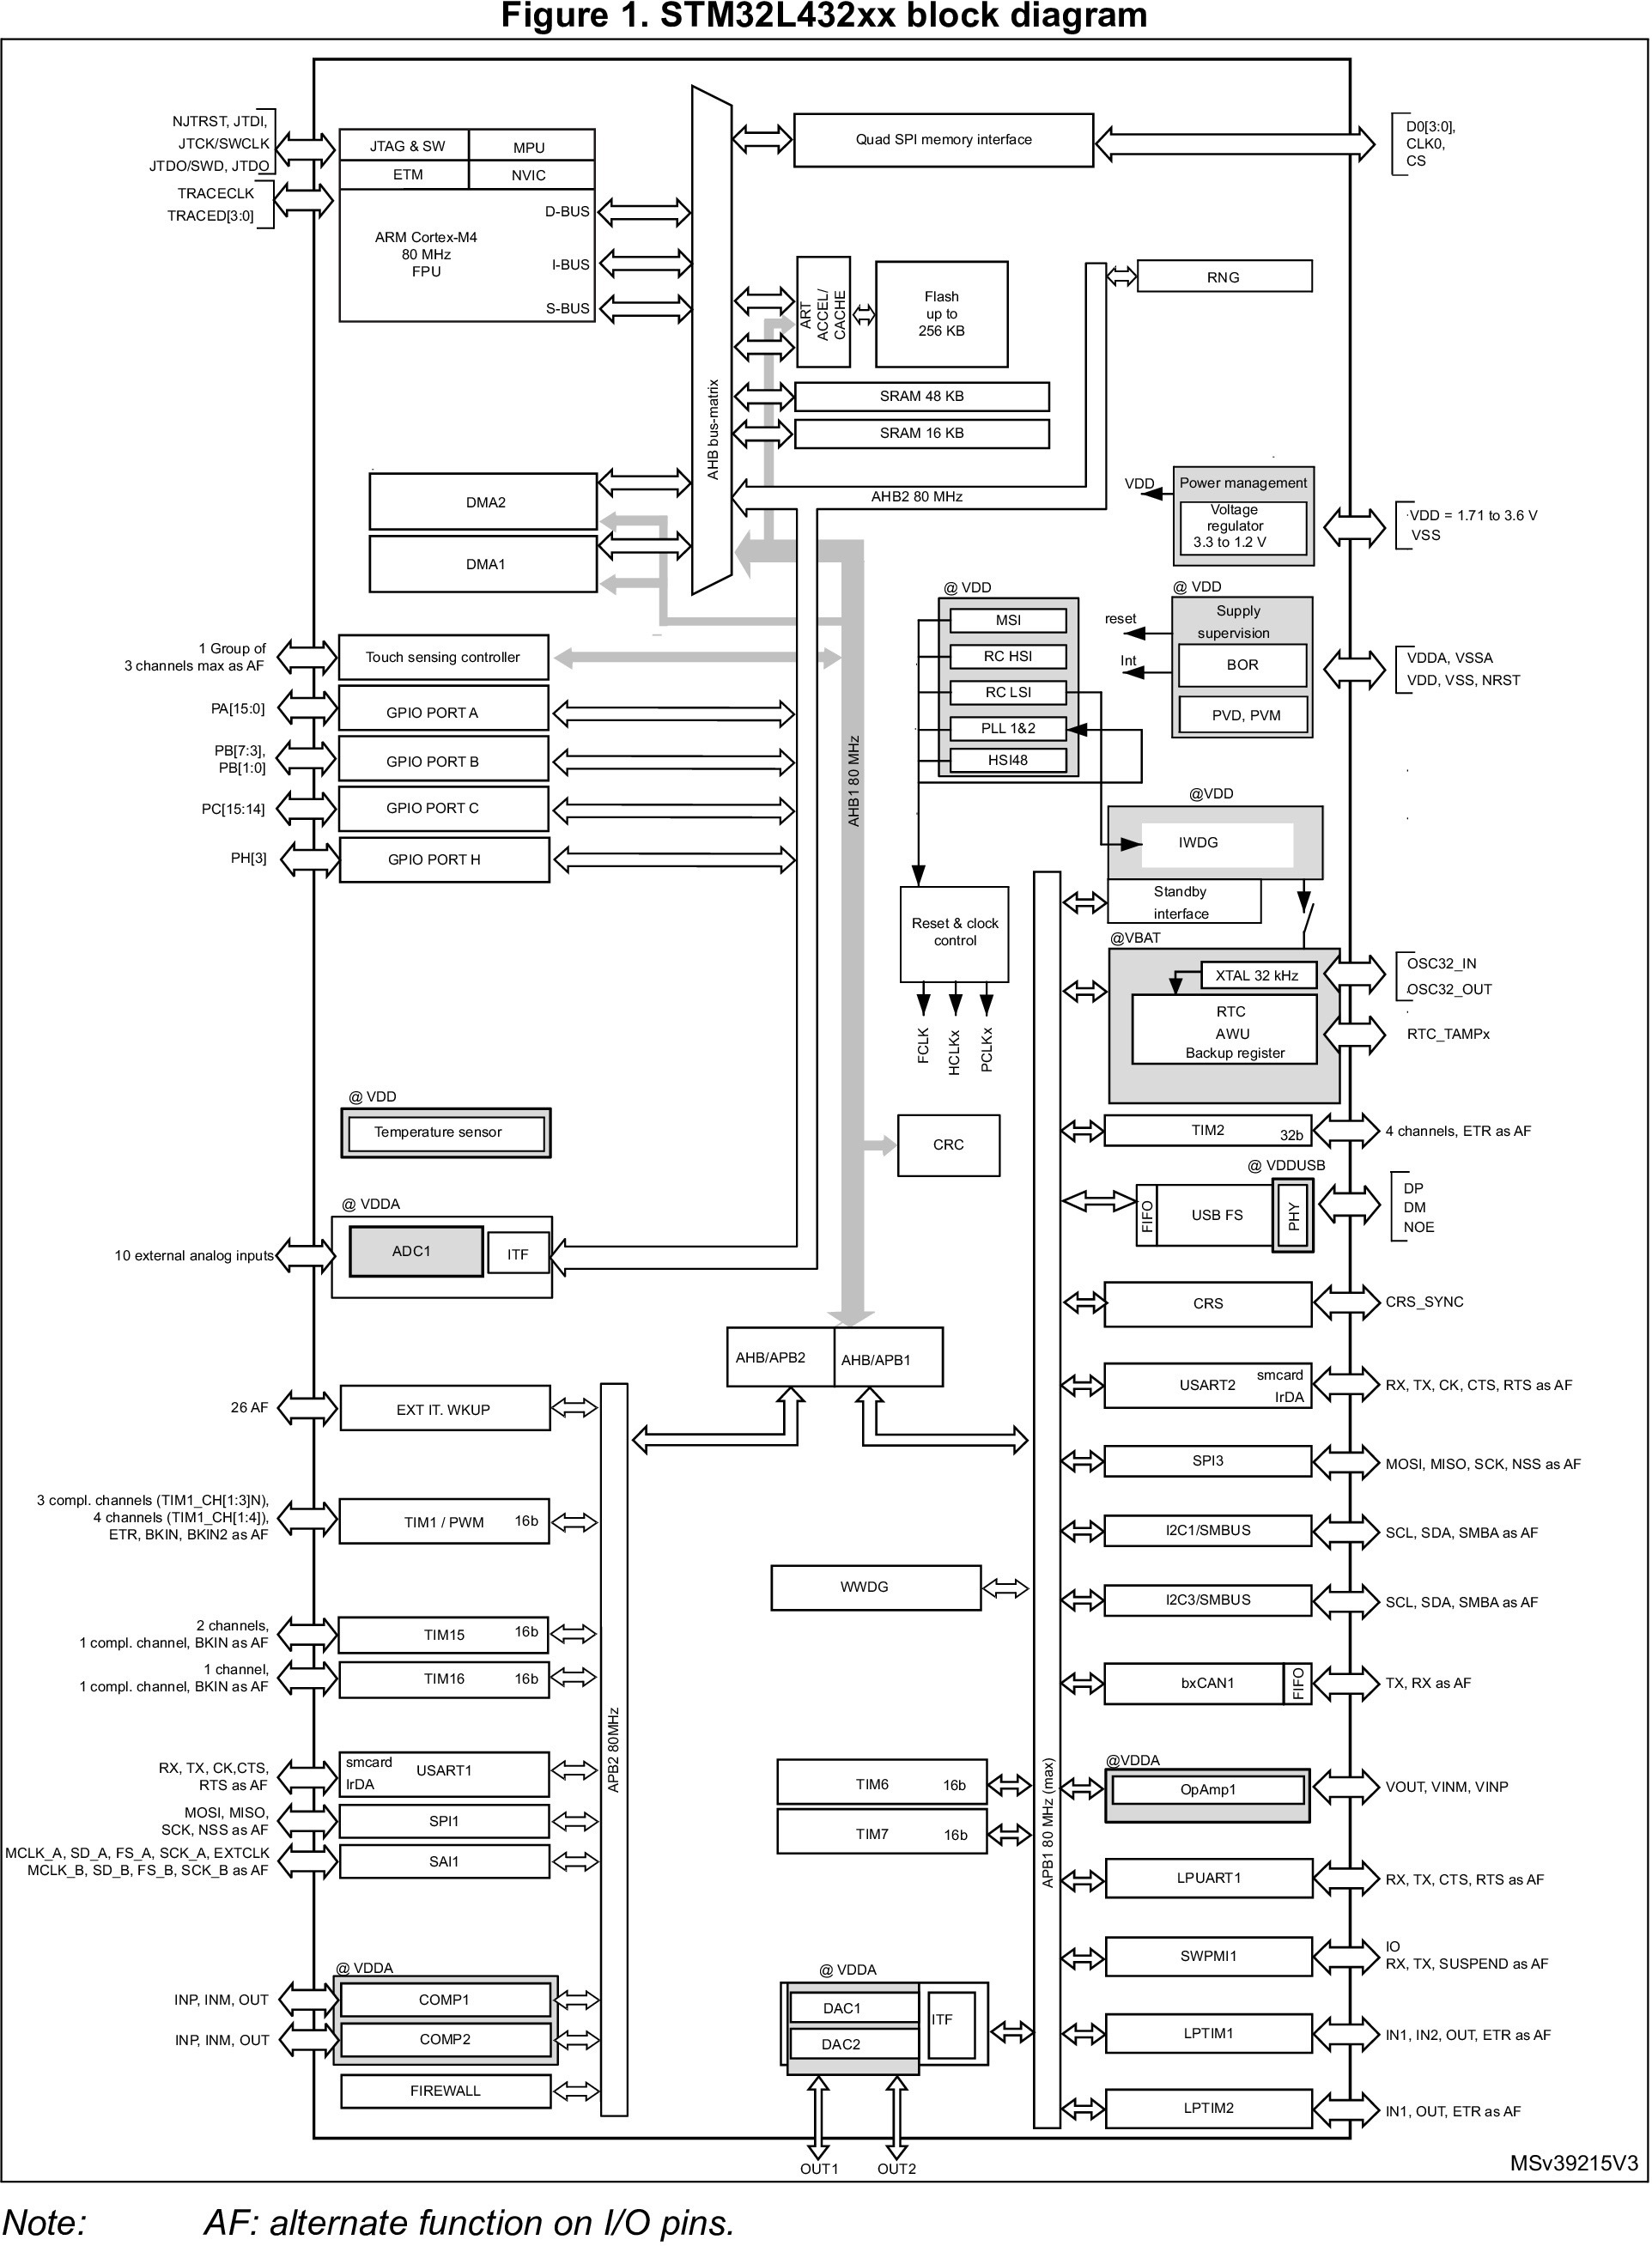 Figure 1. STM32L432xx block diagram
NJTRST, JTDI,
JTCK/SWCLK
JTDO/SWD, JTDO
TRACECLK
TRACED[3:0]
JTAG & SW
MPU
ETM
NVIC
ARM Cortex-M4
80 MHz
FPU
D-BUS
I-BUS
S-BUS
AHB bus-matrix
Quad SPI memory interface
D0[3:0],
CLK0,
CS
ART
ACCEL/
CACHE
Flash
up to
256 KB
RNG
SRAM 48 KB
SRAM 16 KB
AHB2 80 MHz
DMA2
DMA1
VDD
Power management
Voltage
regulator
3.3 to 1.2 V
VDD = 1.71 to 3.6 V
VSS
@ VDD
MSI
RC HSI
RC LSI
PLL 1&2
HSI48
@ VDD
Supply
supervision
reset
Int
BOR
PVD, PVM
VDDA, VSSA
VDD, VSS, NRST
1 Group of
3 channels max as AF
Touch sensing controller
PA[15:0]
GPIO PORT A
PB[7:3],
PB[1:0]
GPIO PORT B
PC[15:14]
GPIO PORT C
PH[3]
GPIO PORT H
AHB1 80 MHz
@VDD
IWDG
Standby
interface
Reset & clock
control
FCLK
HCLKx
PCLKx
@VBAT
XTAL 32 kHz
RTC
AWU
Backup register
OSC32_IN
OSC32_OUT
RTC_TAMPx
@ VDD
Temperature sensor
CRC
TIM2
32b
4 channels, ETR as AF
@ VDDUSB
FIFO
USB FS
PHY
DP
DM
NOE
@ VDDA
10 external analog inputs
ADC1
ITF
CRS
CRS_SYNC
AHB/APB2
AHB/APB1
26 AF
EXT IT. WKUP
USART2
smcard
IrDA
RX, TX, CK, CTS, RTS as AF
SPI3
MOSI, MISO, SCK, NSS as AF
3 compl. channels (TIM1_CH[1:3]N),
4 channels (TIM1_CH[1:4]),
ETR, BKIN, BKIN2 as AF
TIM1 / PWM
16b
I2C1/SMBUS
SCL, SDA, SMBA as AF
WWDG
I2C3/SMBUS
SCL, SDA, SMBA as AF
2 channels,
1 compl. channel, BKIN as AF
TIM15
16b
1 channel,
1 compl. channel, BKIN as AF
TIM16
16b
bxCAN1
FIFO
TX, RX as AF
APB2 80MHz
APB1 80 MHz (max)
RX, TX, CK,CTS,
RTS as AF
smcard
IrDA
USART1
TIM6
16b
@VDDA
OpAmp1
VOUT, VINM, VINP
MOSI, MISO,
SCK, NSS as AF
SPI1
TIM7
16b
MCLK_A, SD_A, FS_A, SCK_A, EXTCLK
MCLK_B, SD_B, FS_B, SCK_B as AF
SAI1
LPUART1
RX, TX, CTS, RTS as AF
SWPMI1
IO
RX, TX, SUSPEND as AF
@ VDDA
INP, INM, OUT
COMP1
INP, INM, OUT
COMP2
FIREWALL
@ VDDA
DAC1
DAC2
ITF
OUT1
OUT2
LPTIM1
IN1, IN2, OUT, ETR as AF
LPTIM2
IN1, OUT, ETR as AF
MSv39215V3
Note: AF: alternate function on I/O pins.